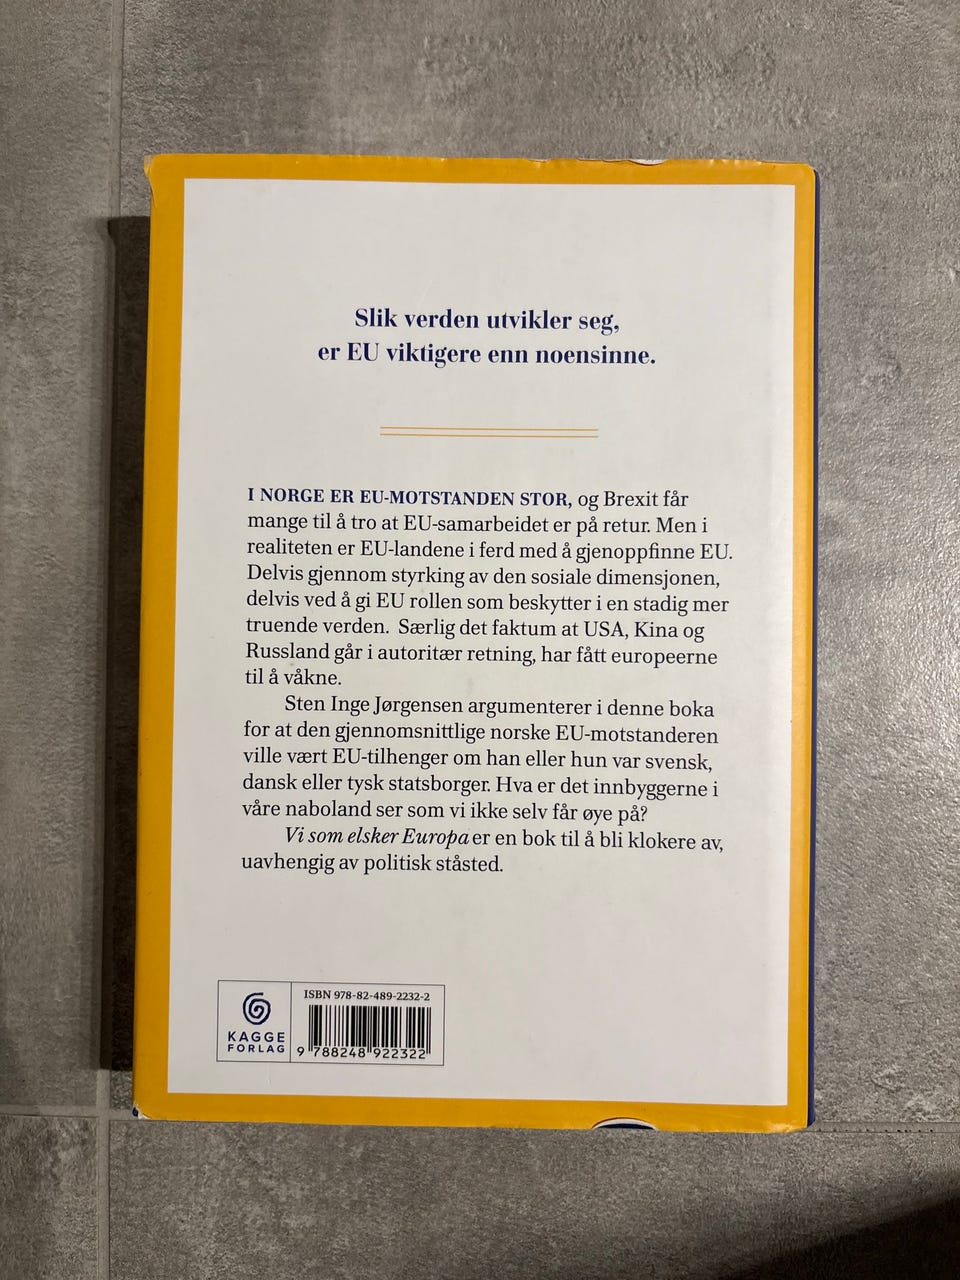 Slik verden utvikler seg,
er EU viktigere enn noensinne.
I NORGE ER EU-MOTSTANDEN STOR, og Brexit får
mange til å tro at EU-samarbeidet er på retur. Men i
realiteten er EU-landene i ferd med å gjenoppfinne EU.
Delvis gjennom styrking av den sosiale dimensjonen,
delvis ved å gi EU rollen som beskytter i en stadig mer
truende verden. Særlig det faktum at USA, Kina og
Russland går i autoritær retning, har fått europeerne
til å våkne.
Sten Inge Jørgensen argumenterer i denne boka
for at den gjennomsnittlige norske EU-motstanderen
ville vært EU-tilhenger om han eller hun var svensk,
dansk eller tysk statsborger. Hva er det innbyggerne i
våre naboland ser som vi ikke selv får øye på?
Vi som elsker Europa er en bok til å bli klokere av,
uavhengig av politisk ståsted.
KAGGE
FORLAG
ISBN 978-82-489-2232-2
9 788248 922322